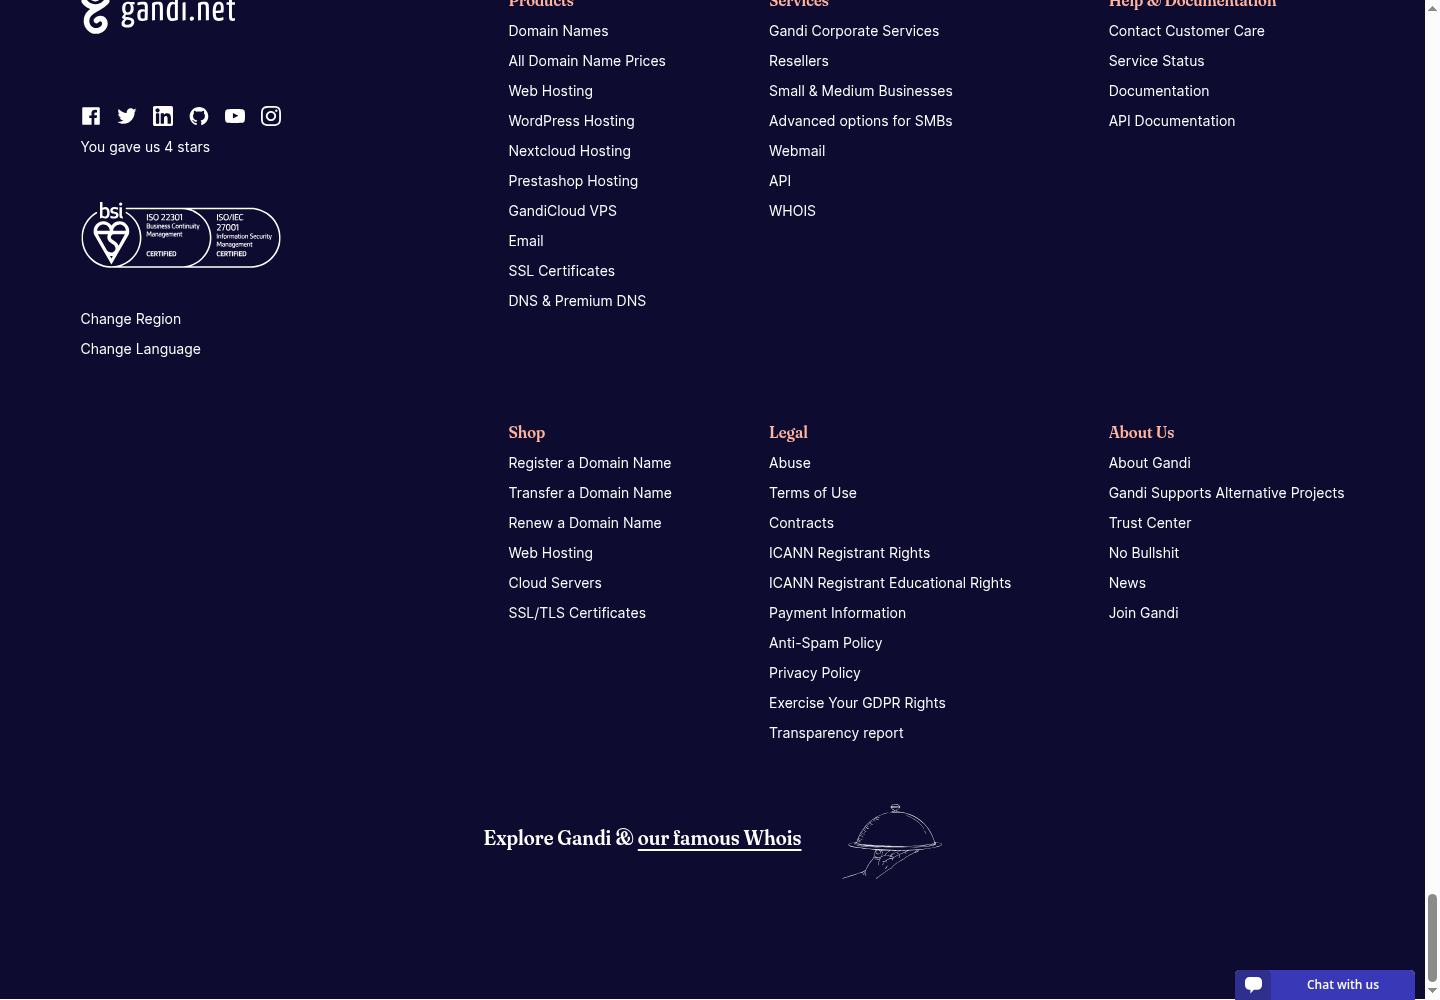 gandi.net
You gave us 4 stars
bsi
ISO 22301
Business Continuity
Management
CERTIFIED
ISO/IEC
27001
Information Security
Management
CERTIFIED
Change Region
Change Language
Products
Domain Names
All Domain Name Prices
Web Hosting
WordPress Hosting
Nextcloud Hosting
Prestashop Hosting
GandiCloud VPS
Email
SSL Certificates
DNS & Premium DNS
Services
Gandi Corporate Services
Resellers
Small & Medium Businesses
Advanced options for SMBs
Webmail
API
WHOIS
Help & Documentation
Contact Customer Care
Service Status
Documentation
API Documentation
Shop
Register a Domain Name
Transfer a Domain Name
Renew a Domain Name
Web Hosting
Cloud Servers
SSL/TLS Certificates
Legal
Abuse
Terms of Use
Contracts
ICANN Registrant Rights
ICANN Registrant Educational Rights
Payment Information
Anti-Spam Policy
Privacy Policy
Exercise Your GDPR Rights
Transparency report
About Us
About Gandi
Gandi Supports Alternative Projects
Trust Center
No Bullshit
News
Join Gandi
Explore Gandi & our famous Whois
Chat with us